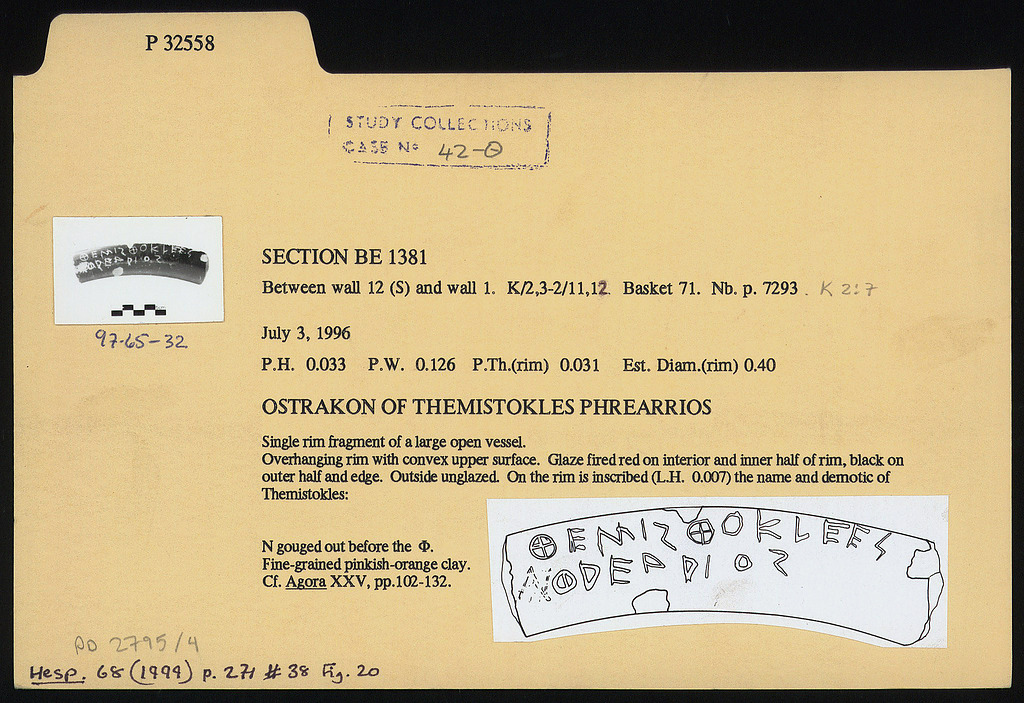 P 32558
STUDY COLLECTIONS
CASE No 42-Θ
SECTION BE 1381
Between wall 12 (S) and wall 1. K/2,3-2/11,12 Basket 71. Nb. p. 7293. K 2:7
97-65-32
July 3, 1996
P.H. 0.033 P.W. 0.126 P.Th.(rim) 0.031 Est. Diam.(rim) 0.40
OSTRAKON OF THEMISTOKLES PHREARRIOS
Single rim fragment of a large open vessel.
Overhanging rim with convex upper surface. Glaze fired red on interior and inner half of rim, black on
outer half and edge. Outside unglazed. On the rim is inscribed (L.H. 0.007) the name and demotic of
Themistokles:
ΘEMISΘOKLEES
N gouged out before the Φ.
ΦREARRIOS
Fine-grained pinkish-orange clay.
Cf. Agora XXV, pp.102-132.
2795/4
Hesp. 68 (1999) p. 271 #38 Fig. 20